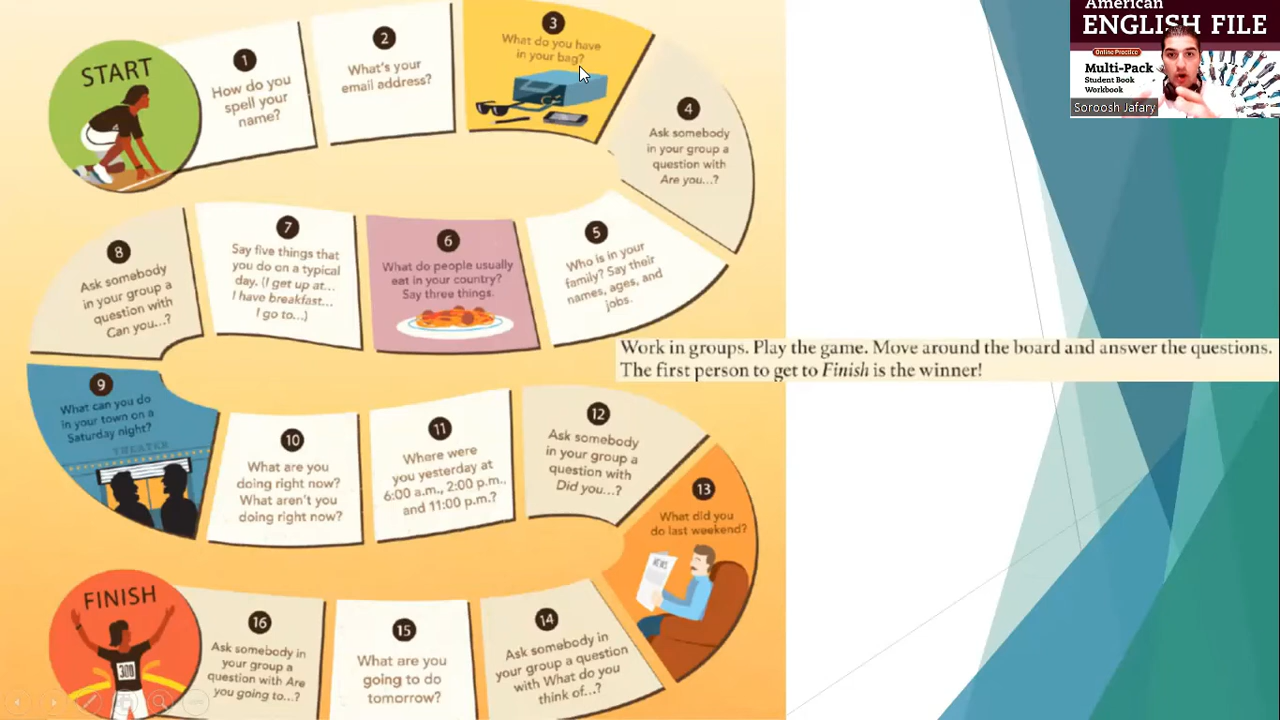 START
1
How do you
spell your
name?
2
What's your
email address?
3
What do you have
in your bag?
4
Ask somebody
in your group a
question with
Are you...?
5
Who is in your
family? Say their
names, ages, and
jobs.
6
What do people usually
eat in your country?
Say three things.
7
Say five things that
you do on a typical
day. (I get up at...
I have breakfast...
I go to...)
8
Ask somebody
in your group a
question with
Can you...?
9
What can you do
in your town on a
Saturday night?
THEATER
10
What are you
doing right now?
What aren't you
doing right now?
11
Where were
you yesterday at
6:00 a.m., 2:00 p.m.,
and 11:00 p.m.?
12
Ask somebody
in your group a
question with
Did you...?
13
What did you
do last weekend?
NEWS
14
Ask somebody in
your group a question
with What do you
think of...?
15
What are you
going to do
tomorrow?
16
Ask somebody in
your group a
question with Are
you going to...?
FINISH
300
Work in groups. Play the game. Move around the board and answer the questions.
The first person to get to Finish is the winner!
American
ENGLISH FILE
Online Practice
Multi-Pack
Student Book
Workbook
Soroosh Jafary